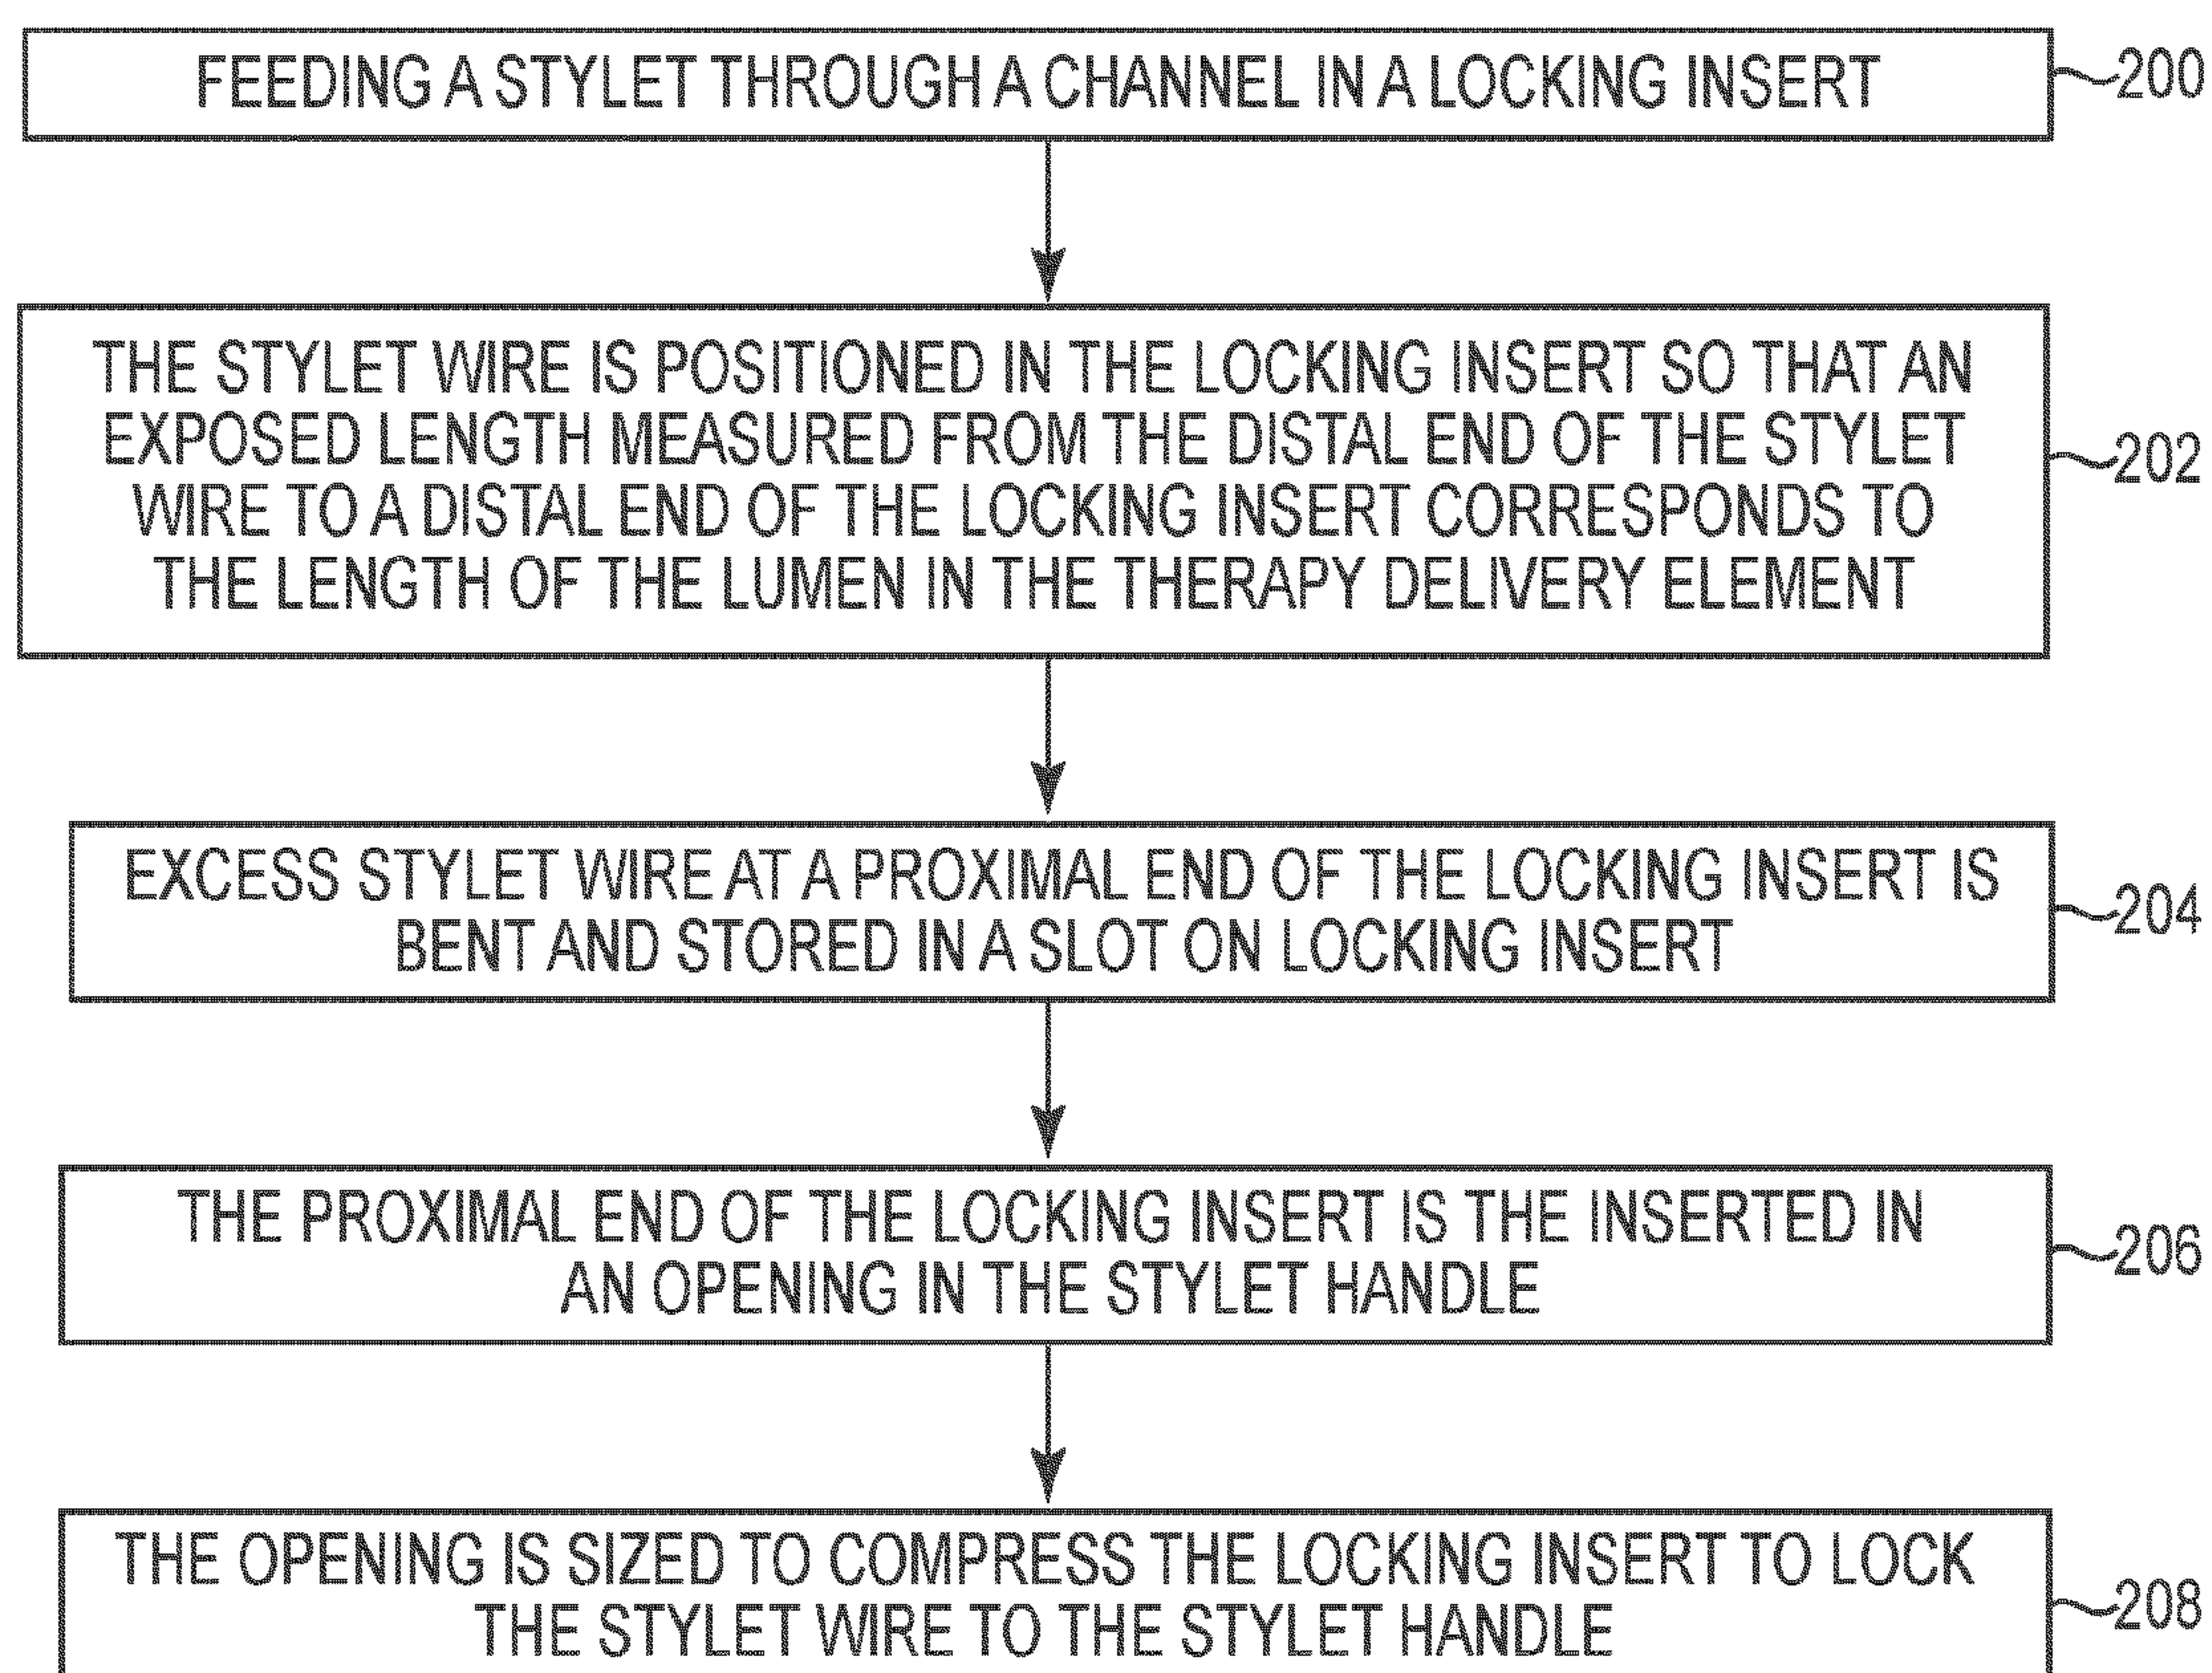 FEEDING A STYLET THROUGH A CHANNEL IN A LOCKING INSERT
200
THE STYLET WIRE IS POSITIONED IN THE LOCKING INSERT SO THAT AN
EXPOSED LENGTH MEASURED FROM THE DISTAL END OF THE STYLET
WIRE TO A DISTAL END OF THE LOCKING INSERT CORRESPONDS TO
THE LENGTH OF THE LUMEN IN THE THERAPY DELIVERY ELEMENT
202
EXCESS STYLET WIRE AT A PROXIMAL END OF THE LOCKING INSERT IS
BENT AND STORED IN A SLOT ON LOCKING INSERT
204
THE PROXIMAL END OF THE LOCKING INSERT IS THE INSERTED IN
AN OPENING IN THE STYLET HANDLE
206
THE OPENING IS SIZED TO COMPRESS THE LOCKING INSERT TO LOCK
THE STYLET WIRE TO THE STYLET HANDLE
208